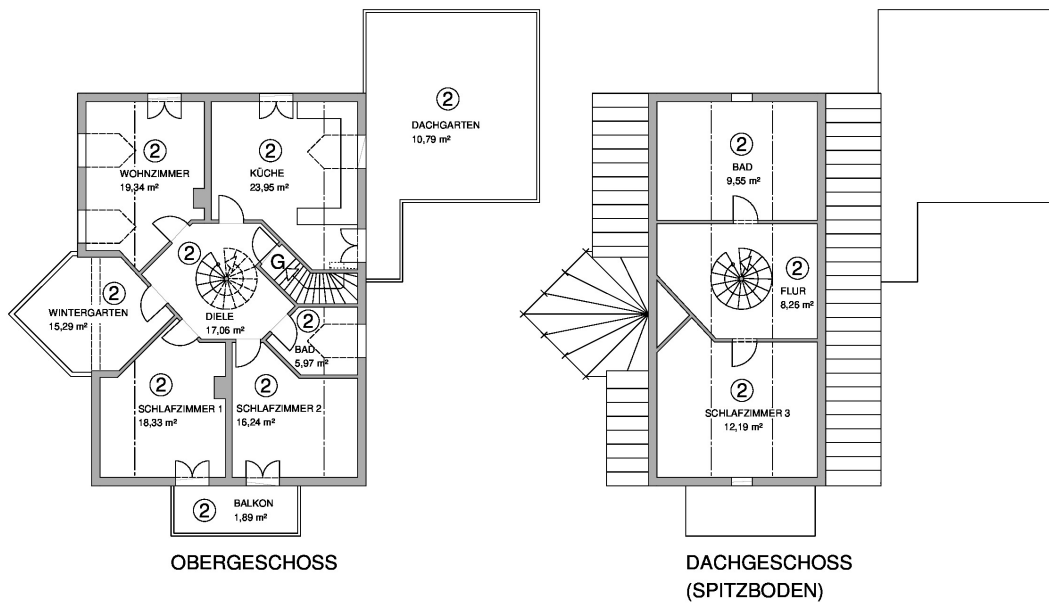 2
DACHGARTEN
10,79 m²
2
WOHNZIMMER
19,34 m²
2
KÜCHE
23,95 m²
2
BAD
9,55 m²
2
DIELE
17,06 m²
G
2
WINTERGARTEN
15,29 m²
2
BAD
5,97 m²
2
FLUR
8,26 m²
2
SCHLAFZIMMER 1
18,33 m²
2
SCHLAFZIMMER 2
16,24 m²
2
SCHLAFZIMMER 3
12,19 m²
2
BALKON
1,89 m²
OBERGESCHOSS
DACHGESCHOSS
(SPITZBODEN)